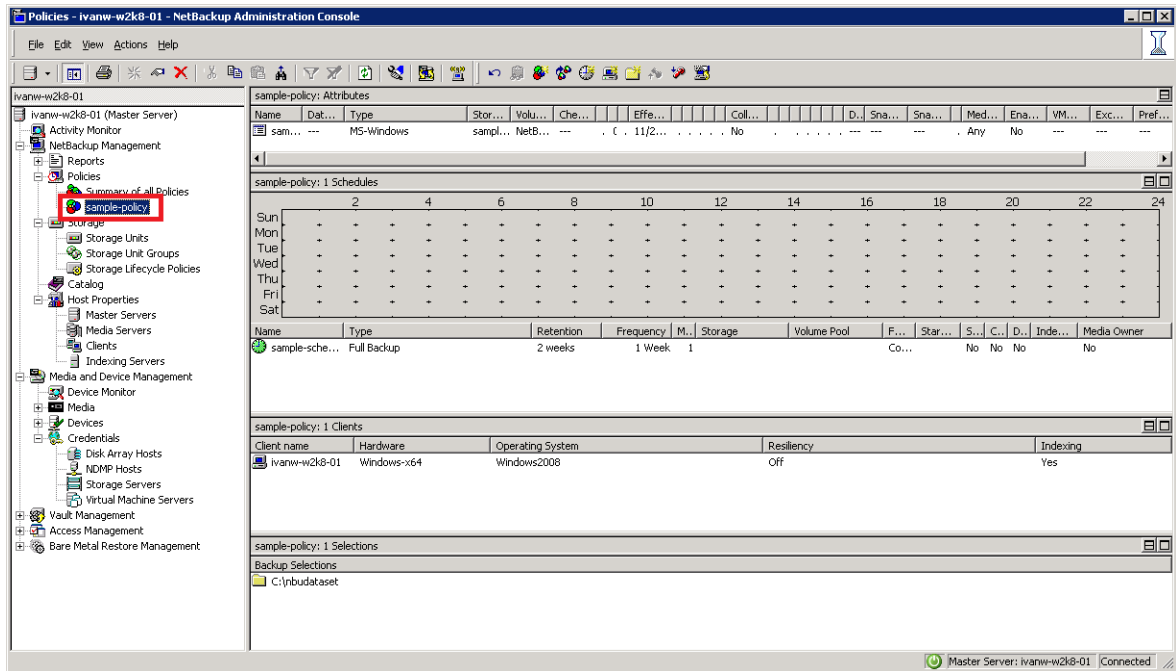 Policies - ivanw-w2k8-01 - NetBackup Administration Console
File Edit View Actions Help
ivanw-w2k8-01
ivanw-w2k8-01 (Master Server)
Activity Monitor
NetBackup Management
Reports
Policies
Summary of all Policies
sample-policy
Storage
Storage Units
Storage Unit Groups
Storage Lifecycle Policies
Catalog
Host Properties
Master Servers
Media Servers
Clients
Indexing Servers
Media and Device Management
Device Monitor
Media
Devices
Credentials
Disk Array Hosts
NDMP Hosts
Storage Servers
Virtual Machine Servers
Vault Management
Access Management
Bare Metal Restore Management
sample-policy: Attributes
Name Dat... Type Stor... Volu... Che... Effe... Coll... D.. Sna... Sna... Med... Ena... VM... Exc... Pref...
sam... --- MS-Windows sampl... NetB... --- 11/2... No --- --- --- Any No --- --- ---
sample-policy: 1 Schedules
2 4 6 8 10 12 14 16 18 20 22 24
Sun
Mon
Tue
Wed
Thu
Fri
Sat
Name Type Retention Frequency M.. Storage Volume Pool F... Star... S... C.. D.. Inde... Media Owner
sample-sche... Full Backup 2 weeks 1 Week 1 Co... No No No No
sample-policy: 1 Clients
Client name Hardware Operating System Resiliency Indexing
ivanw-w2k8-01 Windows-x64 Windows2008 Off Yes
sample-policy: 1 Selections
Backup Selections
C:\nbudataset
Master Server: ivanw-w2k8-01 Connected